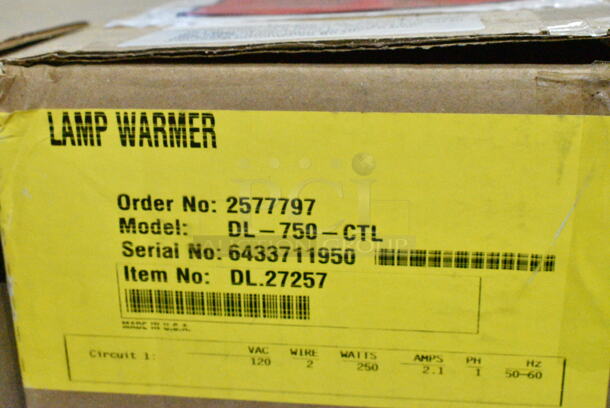 LAMP WARMER
Order No: 2577797
Model: DL-750-CTL
Serial No: 6433711950
Item No: DL.27257
MADE IN U.S.A.
Circuit 1: VAC WIRE WATTS AMPS PH Hz
120 2 250 2.1 1 50-60